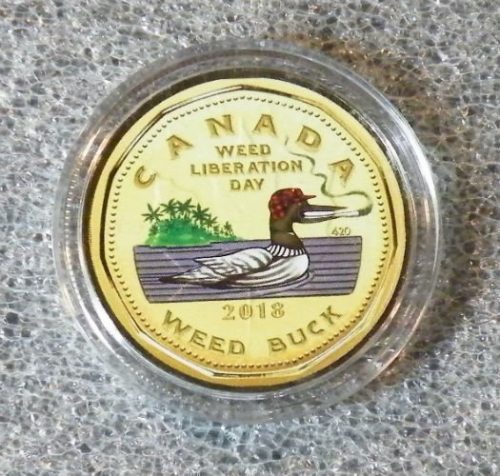 CANADA
WEED
LIBERATION
DAY
420
2018
WEED BUCK